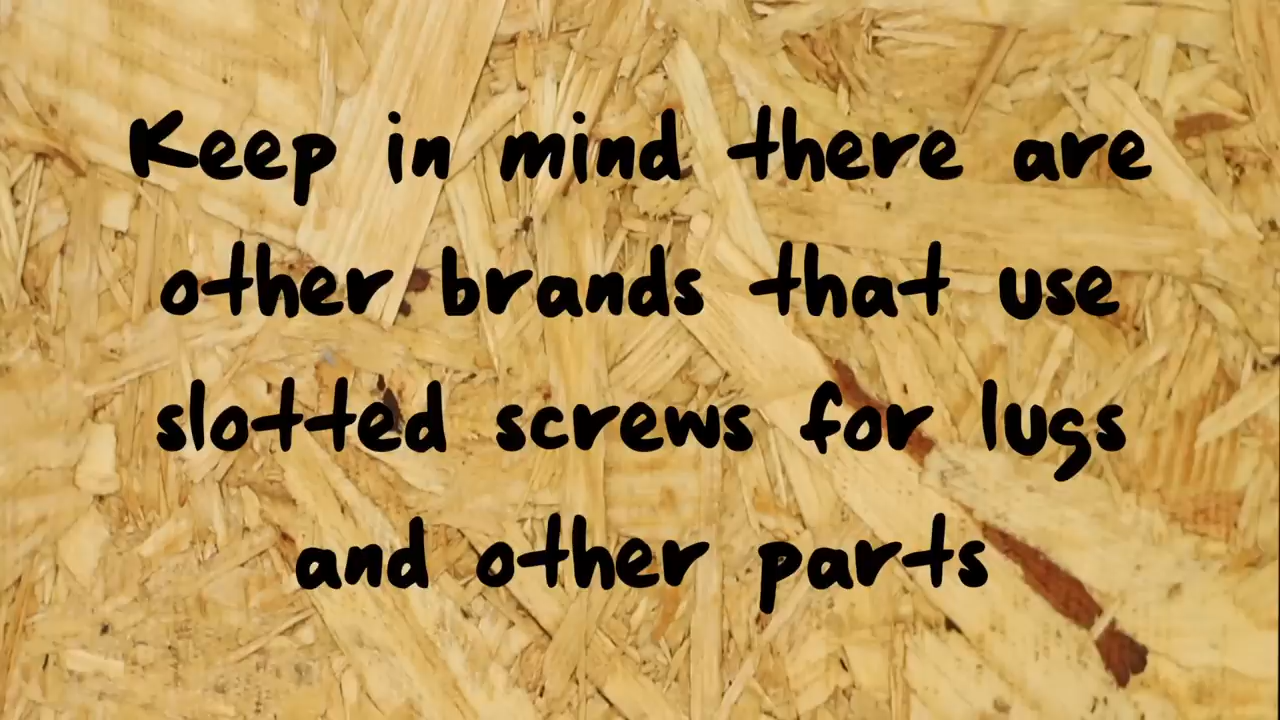 Keep in mind there are
other brands that use
slotted screws for lugs
and other parts